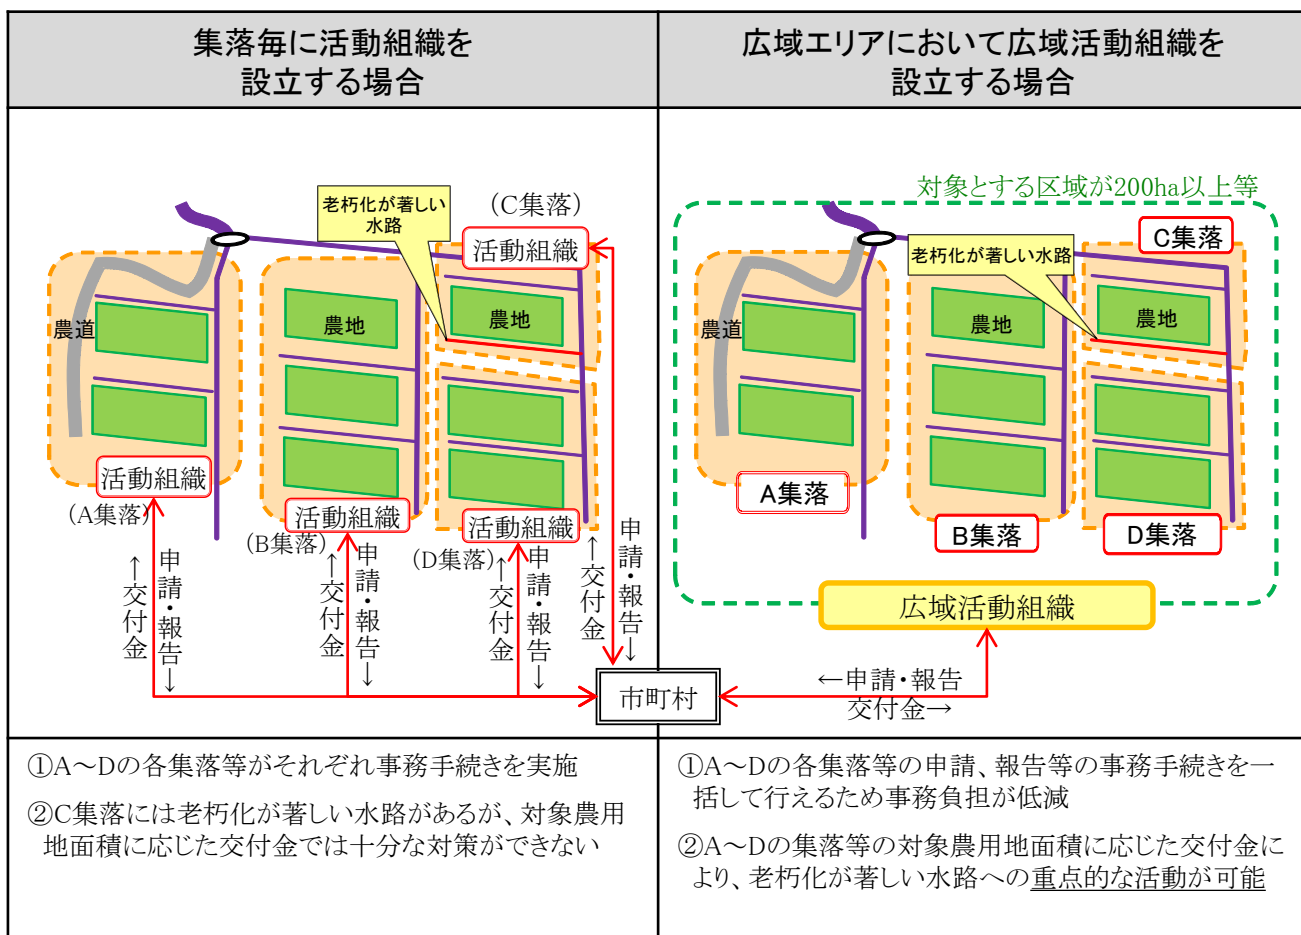 集落毎に活動組織を
設立する場合
広域エリアにおいて広域活動組織を
設立する場合
老朽化が著しい
水路
(C集落)
活動組織
農道
農地
農地
活動組織
(A集落)
活動組織
(B集落)
活動組織
(D集落)
←交付金
申請・報告→
←交付金
申請・報告→
←交付金
申請・報告→
←交付金
申請・報告→
市町村
対象とする区域が200ha以上等
C集落
老朽化が著しい水路
農道
農地
農地
A集落
B集落
D集落
広域活動組織
←申請・報告
交付金→
①A～Dの各集落等がそれぞれ事務手続きを実施
②C集落には老朽化が著しい水路があるが、対象農用
地面積に応じた交付金では十分な対策ができない
①A～Dの各集落等の申請、報告等の事務手続きを一
括して行えるため事務負担が低減
②A～Dの集落等の対象農用地面積に応じた交付金に
より、老朽化が著しい水路への重点的な活動が可能